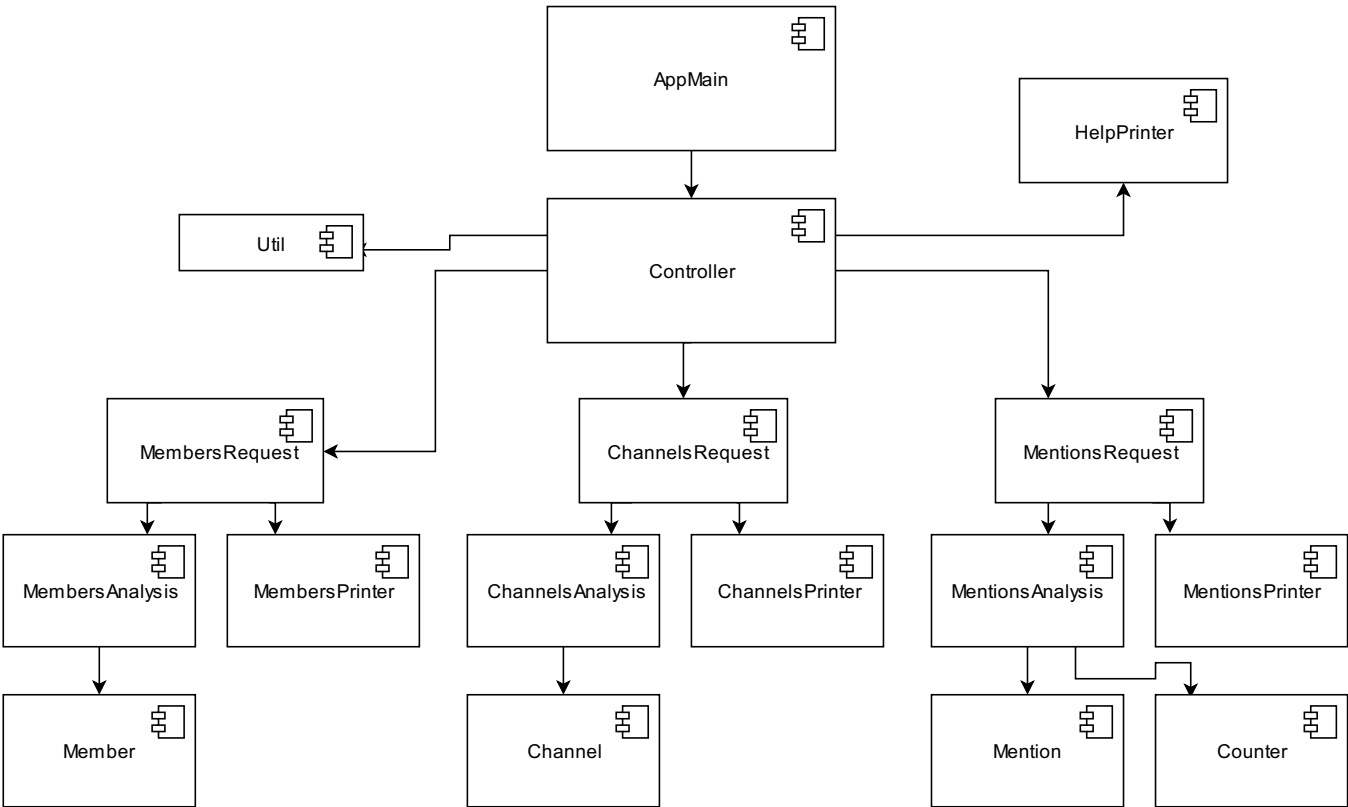 AppMain
HelpPrinter
Util
Controller
MembersRequest
ChannelsRequest
MentionsRequest
MembersAnalysis
MembersPrinter
ChannelsAnalysis
ChannelsPrinter
MentionsAnalysis
MentionsPrinter
Member
Channel
Mention
Counter